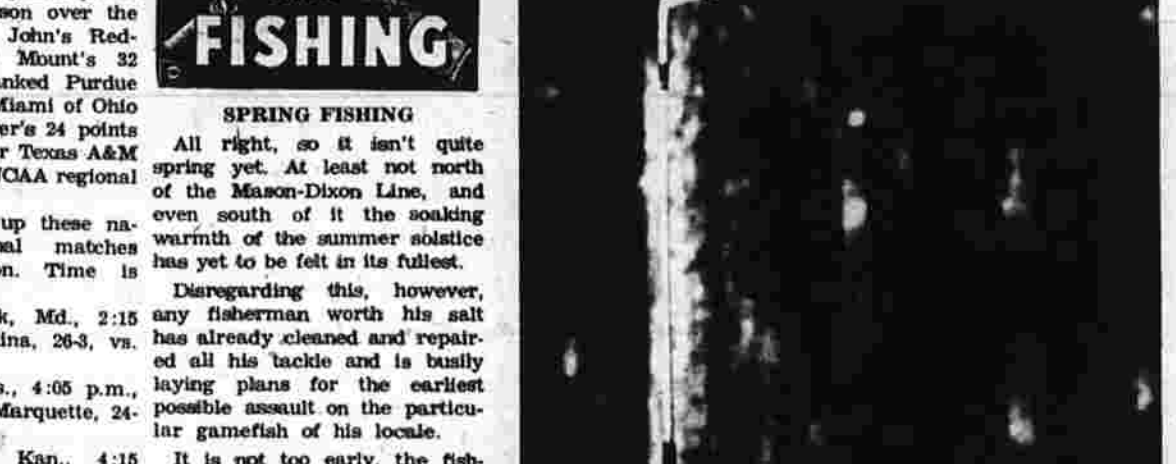 son over the
John's Red-
Mount's 32
anked Purdue
Miami of Ohio
er's 24 points
r Texas A&M
CAA regional
up these na-
al matches
n. Time is
k, Md., 2:15
ina, 26-3, vs.
s., 4:05 p.m.,
Marquette, 24-
Kan., 4:15
FISHING
SPRING FISHING
All right, so it isn't quite
spring yet. At least not north
of the Mason-Dixon Line, and
even south of it the soaking
warmth of the summer solstice
has yet to be felt in its fullest.
Disregarding this, however,
any fisherman worth his salt
has already cleaned and repair-
ed all his tackle and is busily
laying plans for the earliest
possible assault on the particu-
lar gamefish of his locale.
It is not too early, the fish-